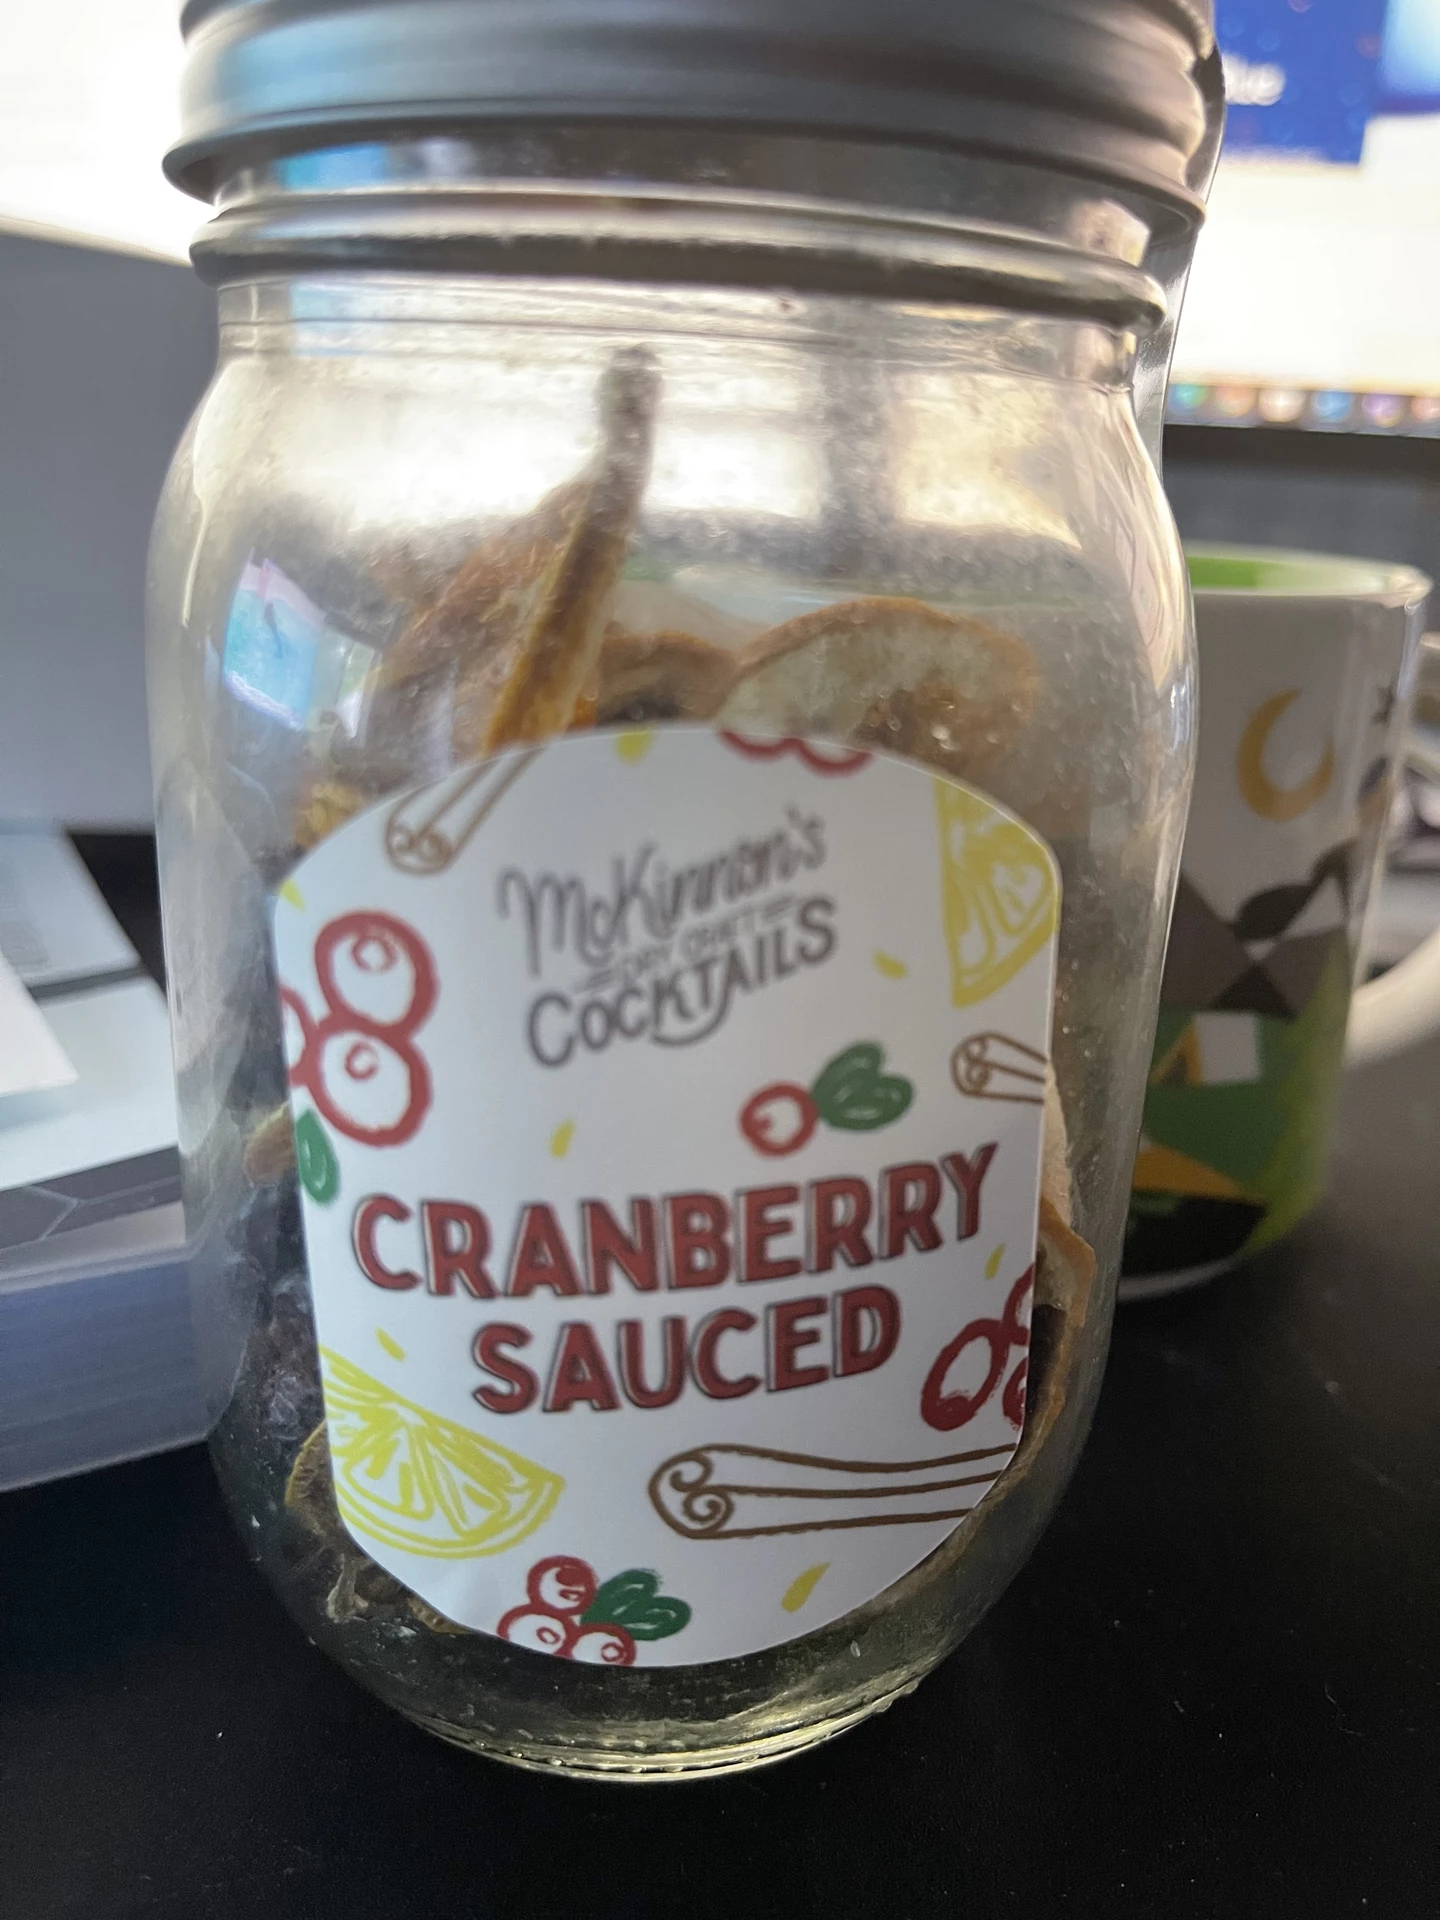 McKinnon's
DRY CRAFT
COCKTAILS
CRANBERRY
SAUCED